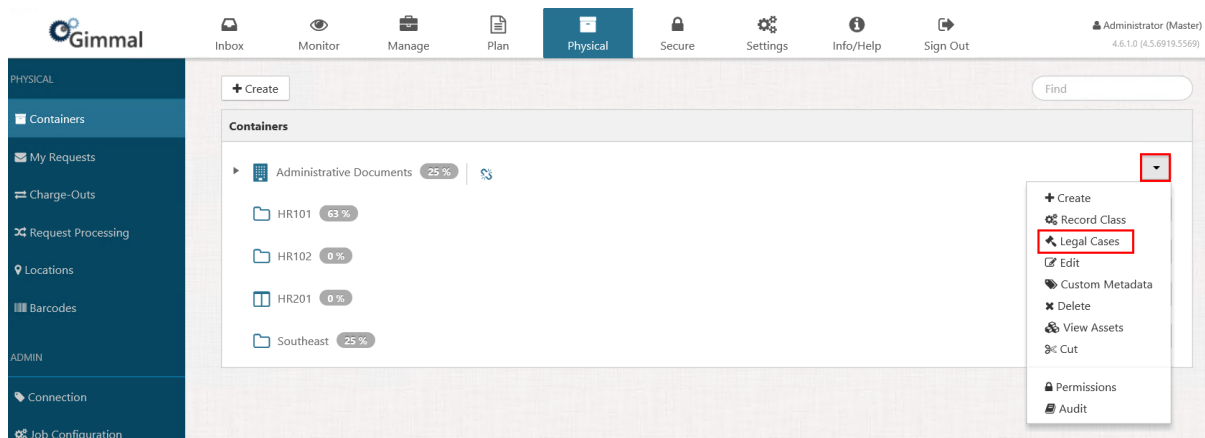 Gimmal
Inbox
Monitor
Manage
Plan
Physical
Secure
Settings
Info/Help
Sign Out
Administrator (Master)
4.6.1.0 (4.5.6919.5569)
PHYSICAL
Containers
My Requests
Charge-Outs
Request Processing
Locations
Barcodes
ADMIN
Connection
Job Configuration
Create
Find
Containers
Administrative Documents 25 %
HR101 63 %
HR102 0 %
HR201 0 %
Southeast 25 %
Create
Record Class
Legal Cases
Edit
Custom Metadata
Delete
View Assets
Cut
Permissions
Audit